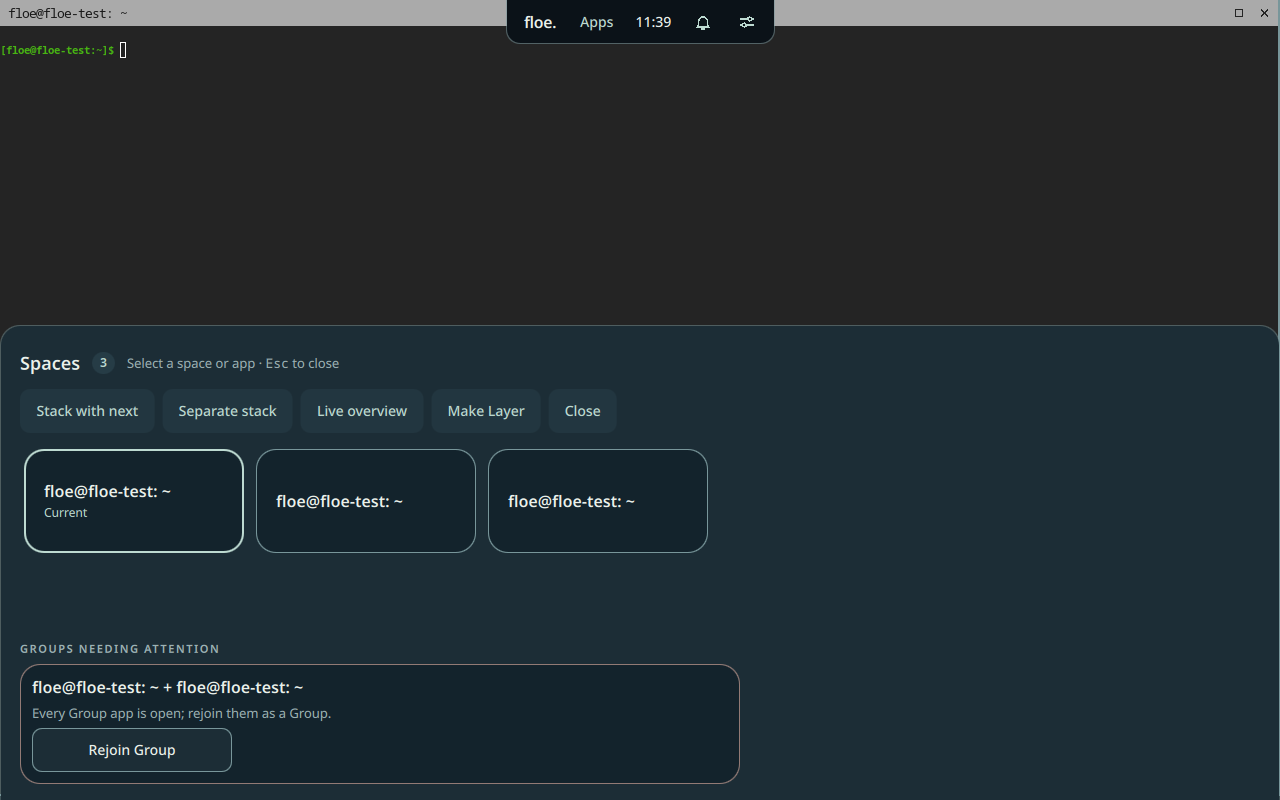 floe@floe-test: ~
floe. Apps 11:39
[floe@floe-test:~]$
Spaces 3 Select a space or app · Esc to close
Stack with next Separate stack Live overview Make Layer Close
floe@floe-test: ~ floe@floe-test: ~ floe@floe-test: ~
Current
GROUPS NEEDING ATTENTION
floe@floe-test: ~ + floe@floe-test: ~
Every Group app is open; rejoin them as a Group.
Rejoin Group